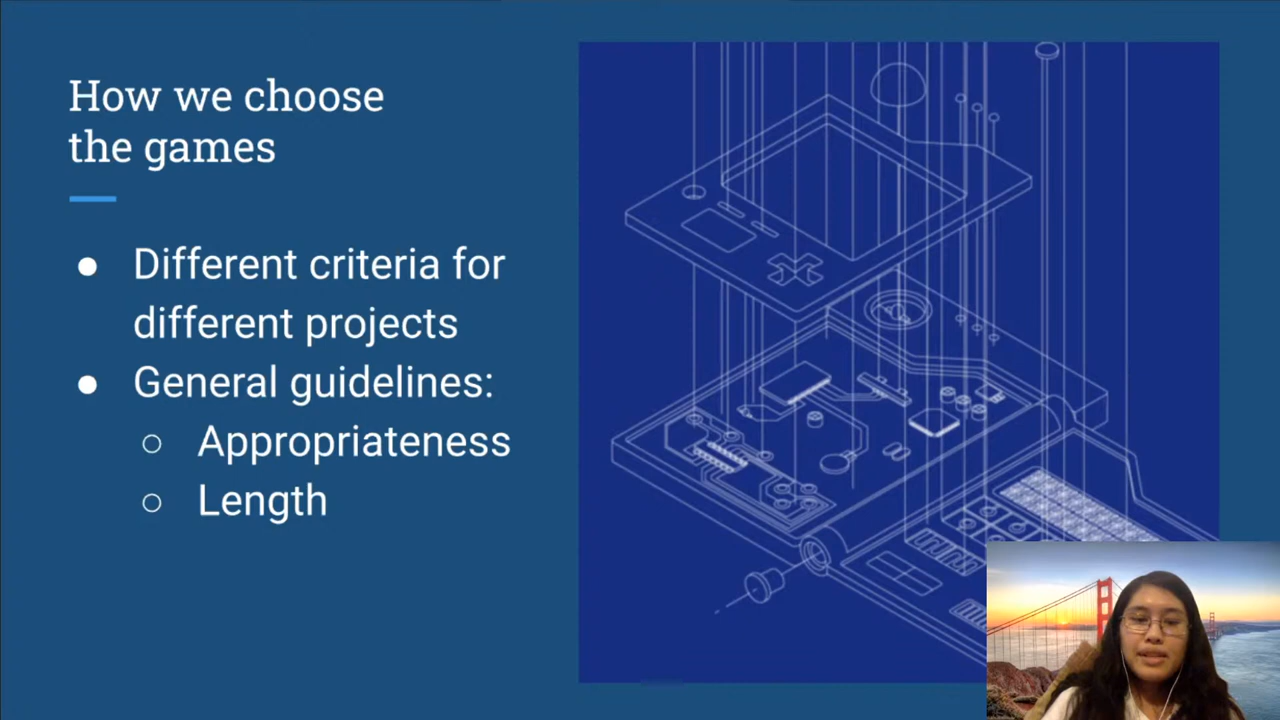 How we choose
the games
● Different criteria for
different projects
● General guidelines:
○ Appropriateness
○ Length